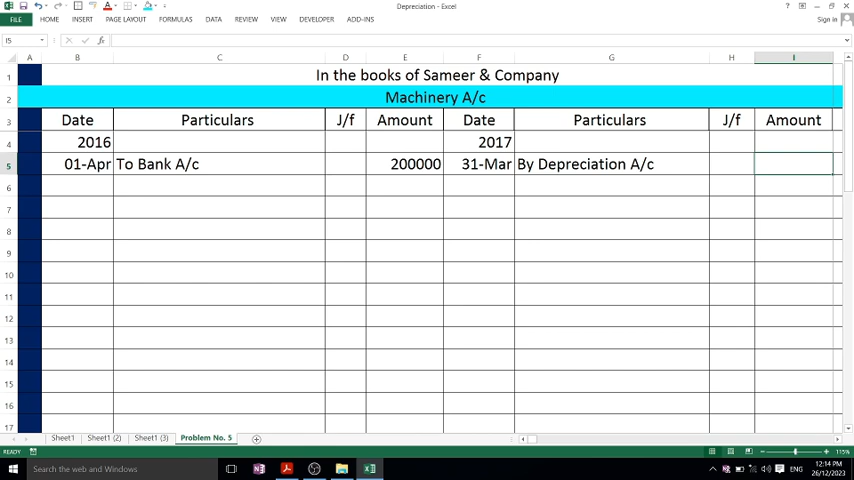 Depreciation - Excel
FILE HOME INSERT PAGE LAYOUT FORMULAS DATA REVIEW VIEW DEVELOPER ADD-INS Sign in
I5 fx
A B C D E F G H I
1 In the books of Sameer & Company
2 Machinery A/c
3 Date Particulars J/f Amount Date Particulars J/f Amount
4 2016 2017
5 01-Apr To Bank A/c 200000 31-Mar By Depreciation A/c
6
7
8
9
10
11
12
13
14
15
16
17
Sheet1 Sheet1 (2) Sheet1 (3) Problem No. 5
READY 115%
Search the web and Windows ENG 12:14 PM
26/12/2023